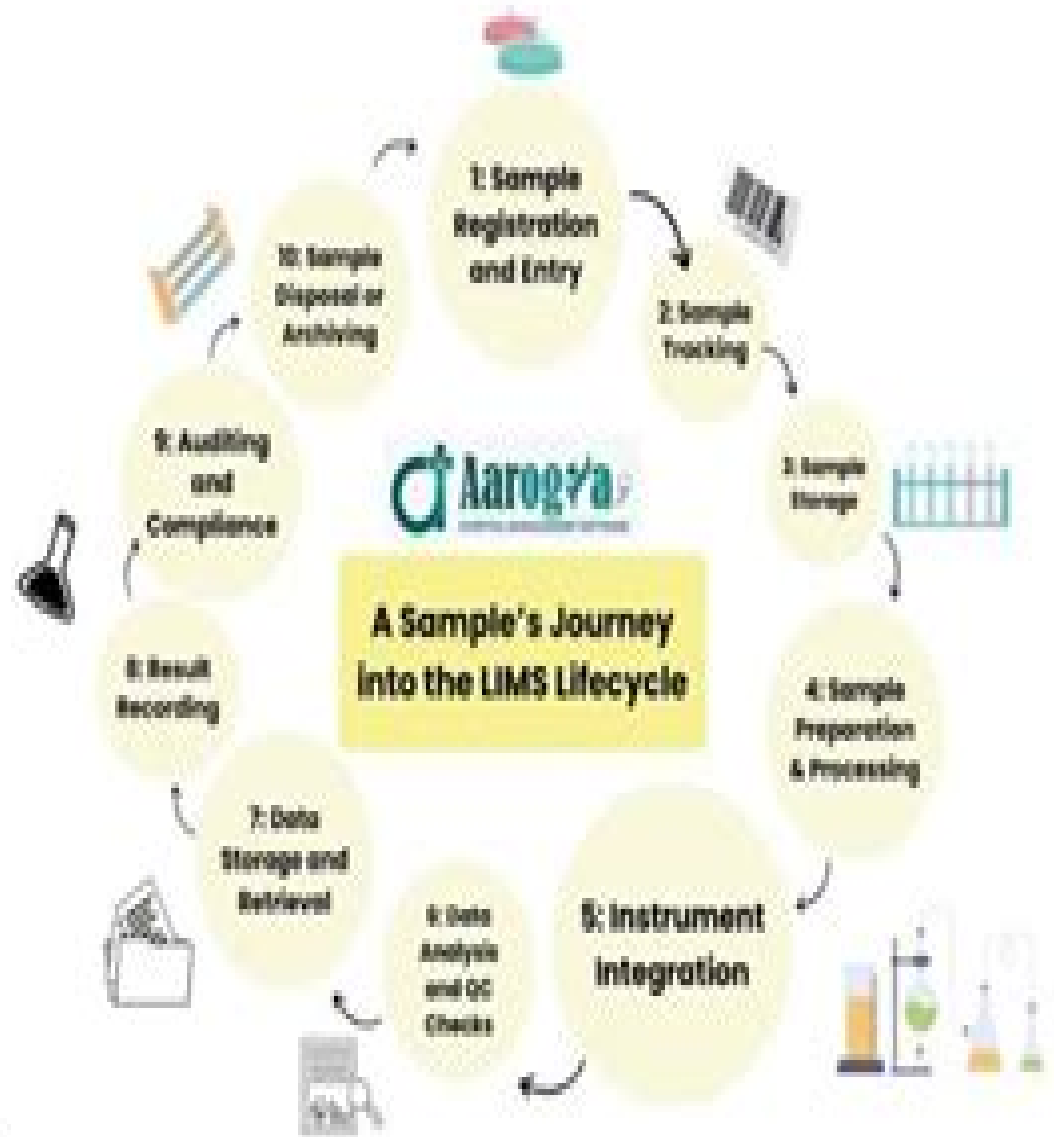 1: Sample
Registration
and Entry
2: Sample
Tracking
3: Sample
Storage
4: Sample
Preparation
& Processing
5: Instrument
Integration
6: Data
Analysis
and QC
Checks
7: Data
Storage and
Retrieval
8: Result
Recording
9: Auditing
and
Compliance
10: Sample
Disposal or
Archiving
Aarogya
A Sample's Journey
into the LIMS Lifecycle